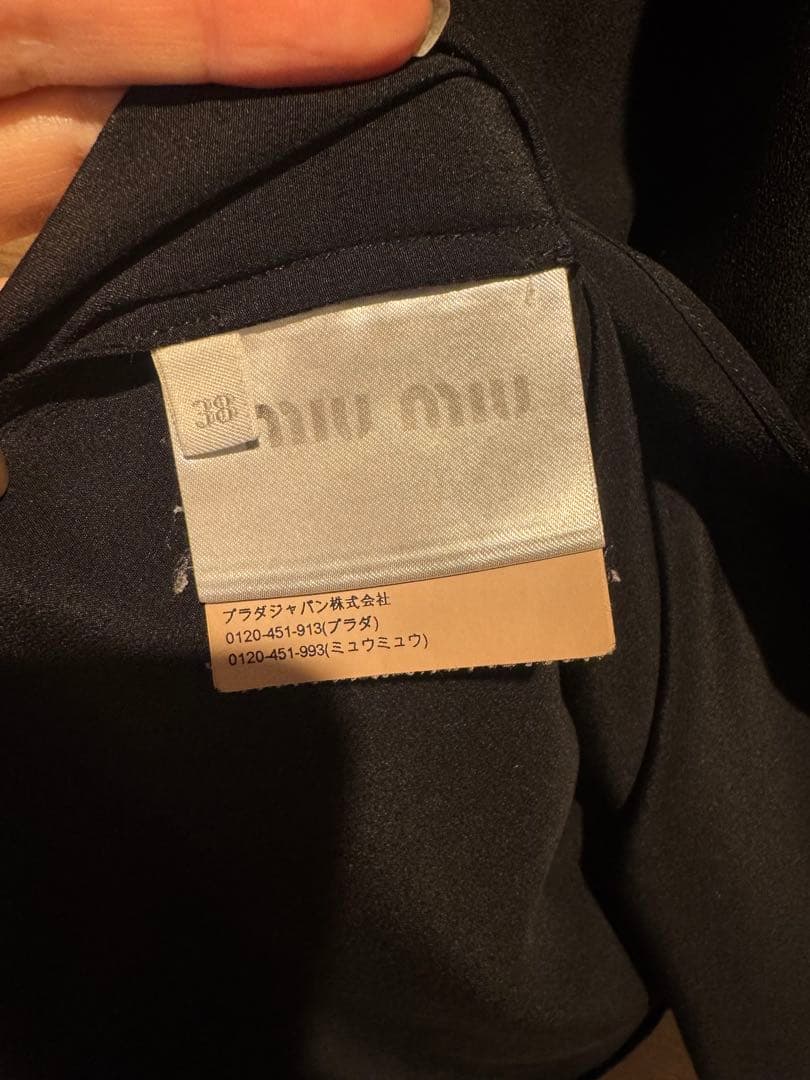 38
miu miu
プラダジャパン株式会社
0120-451-913(プラダ)
0120-451-993(ミュウミュウ)